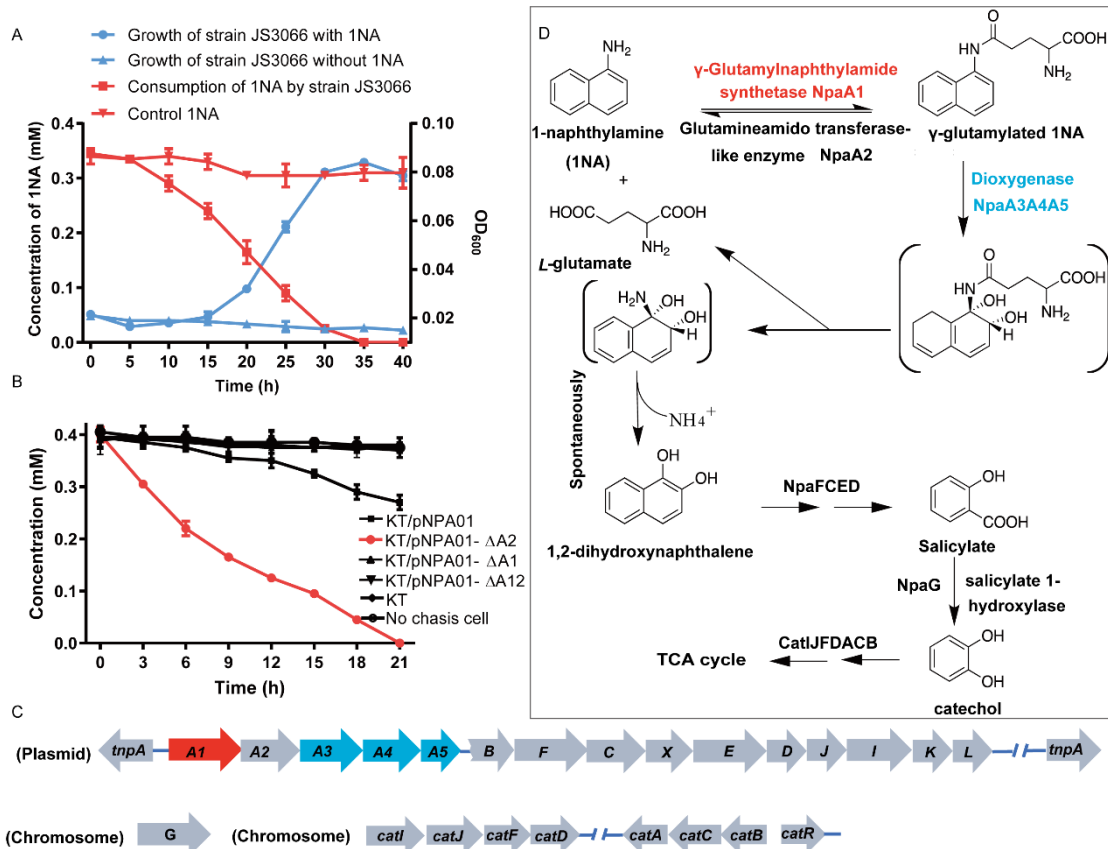 A
Growth of strain JS3066 with 1NA
Growth of strain JS3066 without 1NA
Consumption of 1NA by strain JS3066
Control 1NA
Concentration of 1NA (mM)
0.4
0.3
0.2
0.1
0.0
0.10
0.08
0.06
0.04
0.02
OD600
0 5 10 15 20 25 30 35 40
Time (h)
B
Concentration (mM)
0.4
0.3
0.2
0.1
0.0
KT/pNPA01
KT/pNPA01- ΔA2
KT/pNPA01- ΔA1
KT/pNPA01- ΔA12
KT
No chasis cell
0 3 6 9 12 15 18 21
Time (h)
C
(Plasmid) tnpA A1 A2 A3 A4 A5 B F C X E D J I K L tnpA
(Chromosome) G (Chromosome) catI catJ catF catD catA catC catB catR
D
NH2
1-naphthylamine
(1NA)
+
HOOC COOH
NH2
L-glutamate
γ-Glutamylnaphthylamide
synthetase NpaA1
Glutamineamido transferase-
like enzyme NpaA2
O
NH
COOH
NH2
γ-glutamylated 1NA
Dioxygenase
NpaA3A4A5
O
HN
OH
OH
H
COOH
NH2
H2N
OH
OH
H
Spontaneously
NH4+
OH
OH
1,2-dihydroxynaphthalene
NpaFCED
OH
COOH
Salicylate
NpaG
salicylate 1-
hydroxylase
OH
OH
catechol
CatIJFDACB
TCA cycle